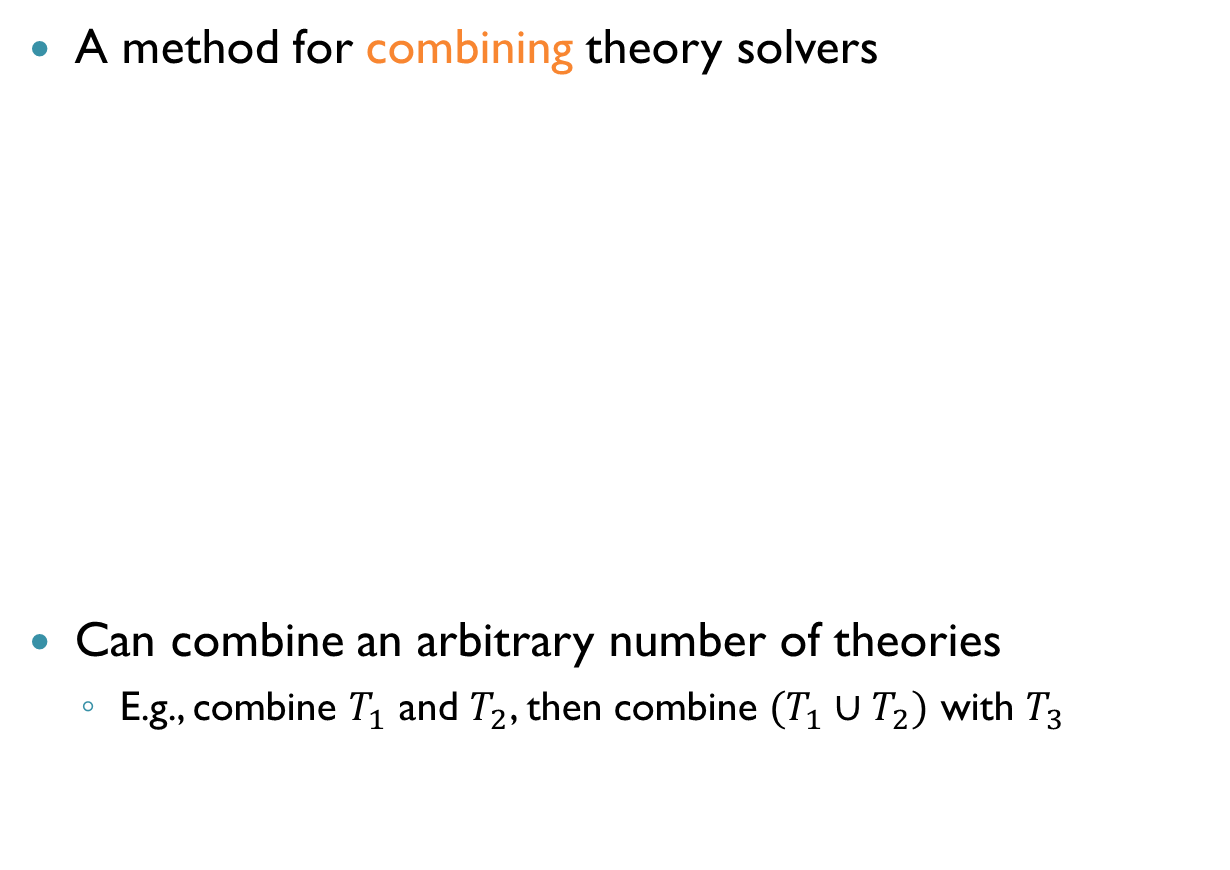 • A method for combining theory solvers
• Can combine an arbitrary number of theories
◦ E.g., combine 𝑇₁ and 𝑇₂, then combine (𝑇₁ ∪ 𝑇₂) with 𝑇₃